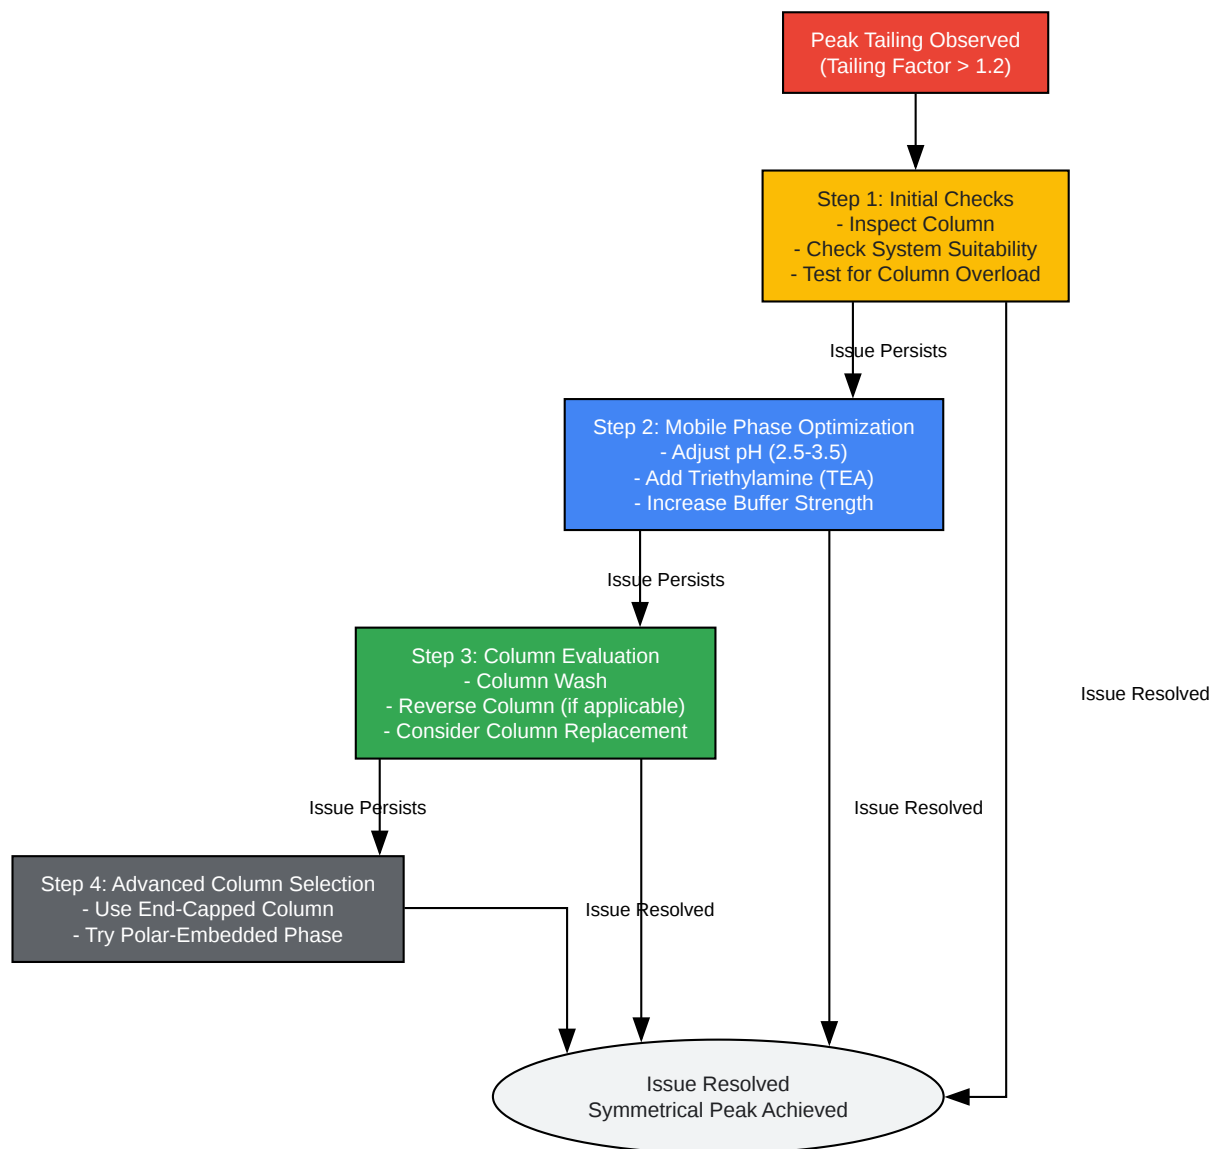 Peak Tailing Observed
(Tailing Factor > 1.2)
Step 1: Initial Checks
- Inspect Column
- Check System Suitability
- Test for Column Overload
Issue Persists
Step 2: Mobile Phase Optimization
- Adjust pH (2.5-3.5)
- Add Triethylamine (TEA)
- Increase Buffer Strength
Issue Persists
Step 3: Column Evaluation
- Column Wash
- Reverse Column (if applicable)
- Consider Column Replacement
Issue Resolved
Issue Persists
Issue Resolved
Step 4: Advanced Column Selection
- Use End-Capped Column
- Try Polar-Embedded Phase
Issue Resolved
Issue Resolved
Symmetrical Peak Achieved